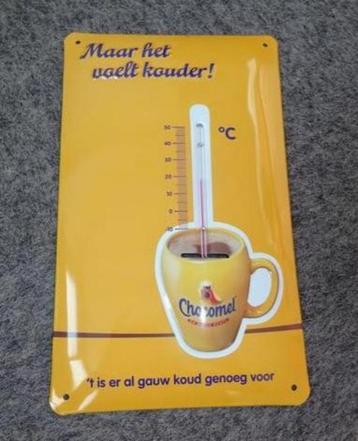 Maar het
voelt kouder!
°C
50
40
30
20
10
0
-10
Chocomel
't is er al gauw koud genoeg voor